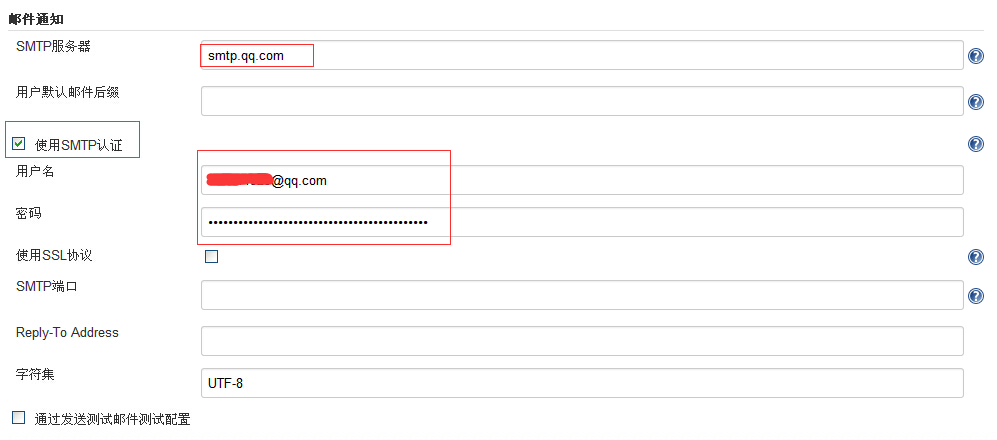 邮件通知
SMTP服务器
smtp.qq.com
用户默认邮件后缀
使用SMTP认证
用户名
@qq.com
密码
使用SSL协议
SMTP端口
Reply-To Address
字符集
UTF-8
通过发送测试邮件测试配置